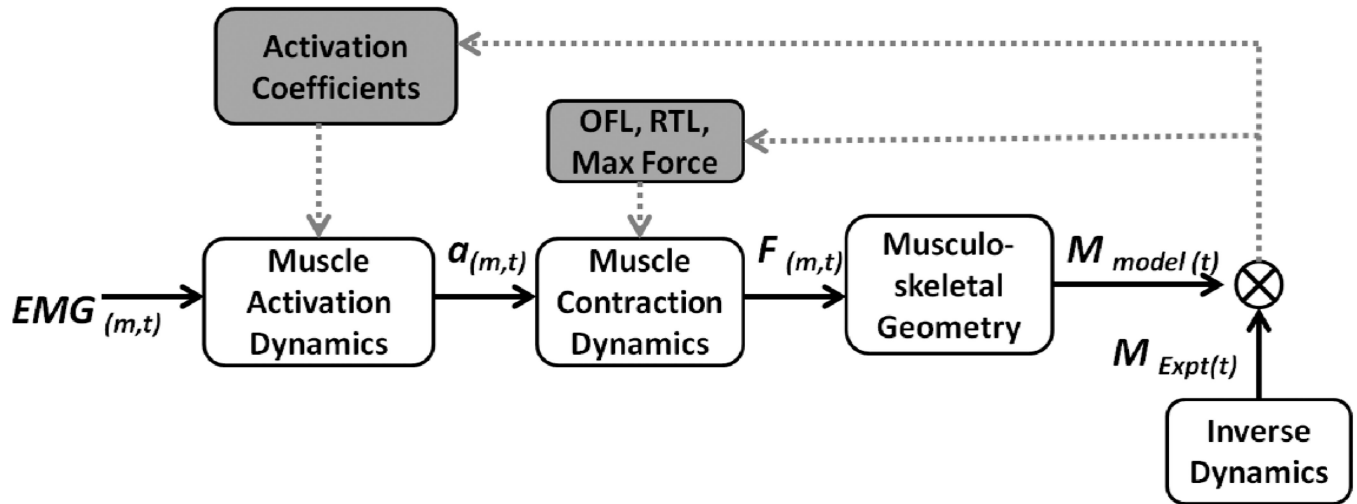 Activation
Coefficients
OFL, RTL,
Max Force
EMG (m,t)
Muscle
Activation
Dynamics
a(m,t)
Muscle
Contraction
Dynamics
F (m,t)
Musculo-
skeletal
Geometry
M model (t)
M Expt(t)
Inverse
Dynamics